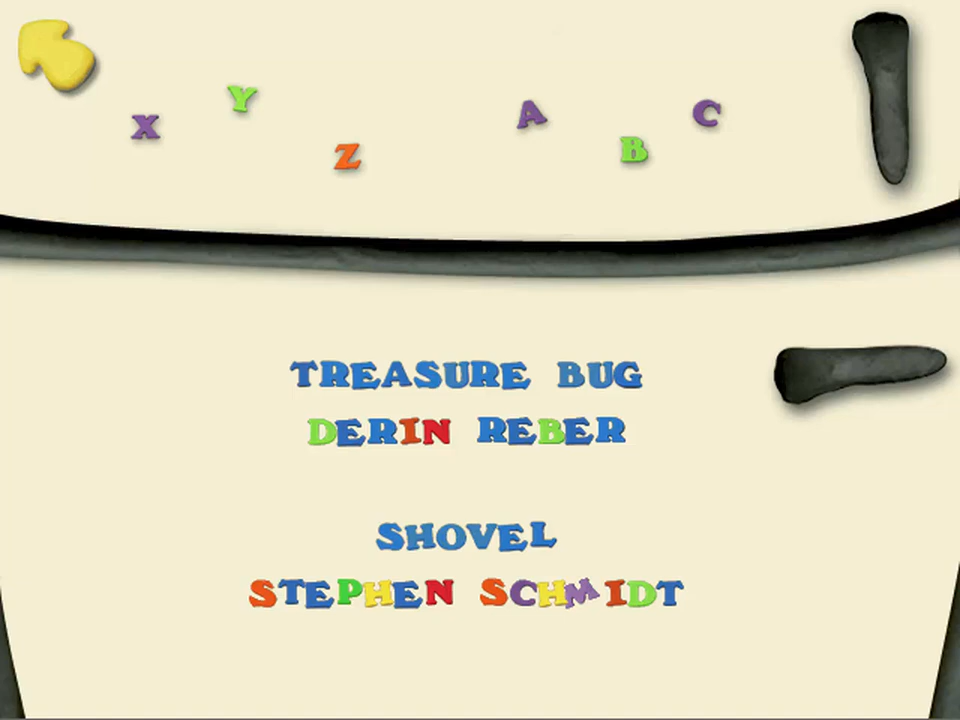 X Y Z A B C
TREASURE BUG
DERIN REBER
SHOVEL
STEPHEN SCHMIDT